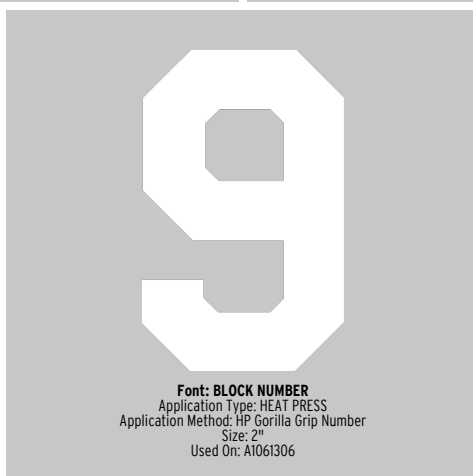 9
Font: BLOCK NUMBER
Application Type: HEAT PRESS
Application Method: HP Gorilla Grip Number
Size: 2"
Used On: A1061306